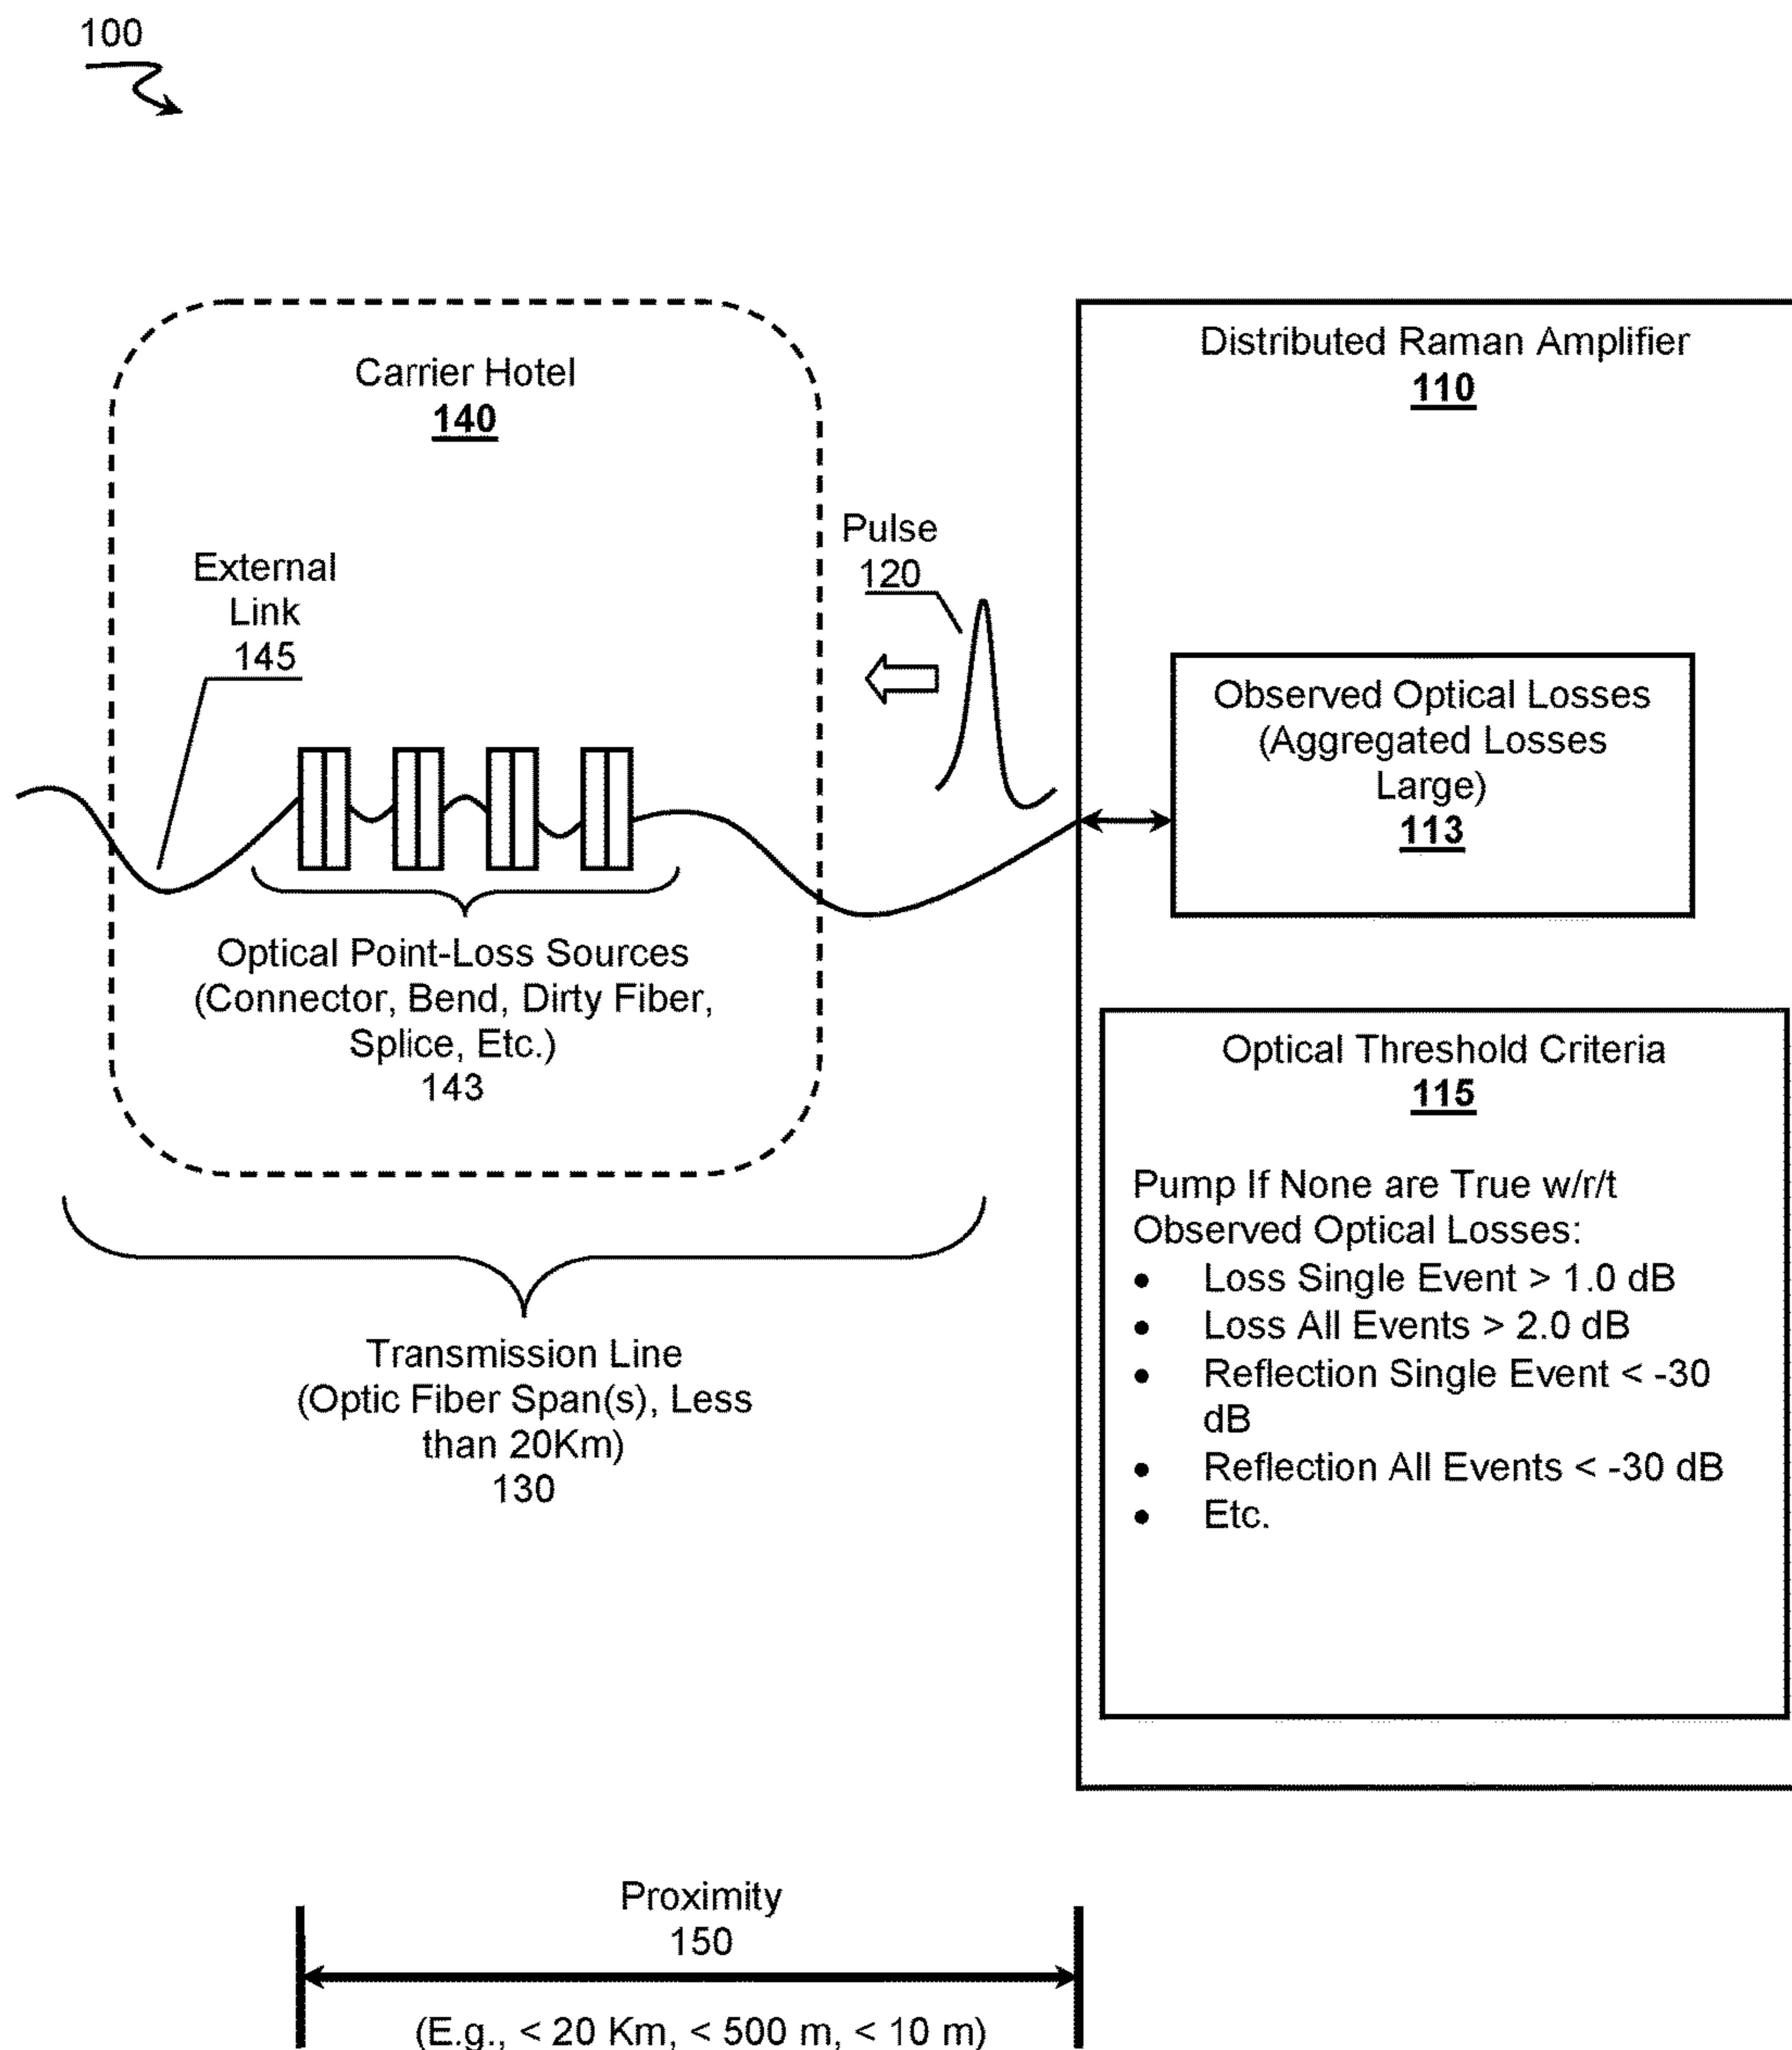 100
Carrier Hotel
140
Distributed Raman Amplifier
110
Pulse
120
External
Link
145
Observed Optical Losses
(Aggregated Losses
Large)
113
Optical Point-Loss Sources
(Connector, Bend, Dirty Fiber,
Splice, Etc.)
143
Optical Threshold Criteria
115
Pump If None are True w/r/t
Observed Optical Losses:
• Loss Single Event > 1.0 dB
• Loss All Events > 2.0 dB
• Reflection Single Event < -30
dB
• Reflection All Events < -30 dB
• Etc.
Transmission Line
(Optic Fiber Span(s), Less
than 20Km)
130
Proximity
150
(E.g., < 20 Km, < 500 m, < 10 m)